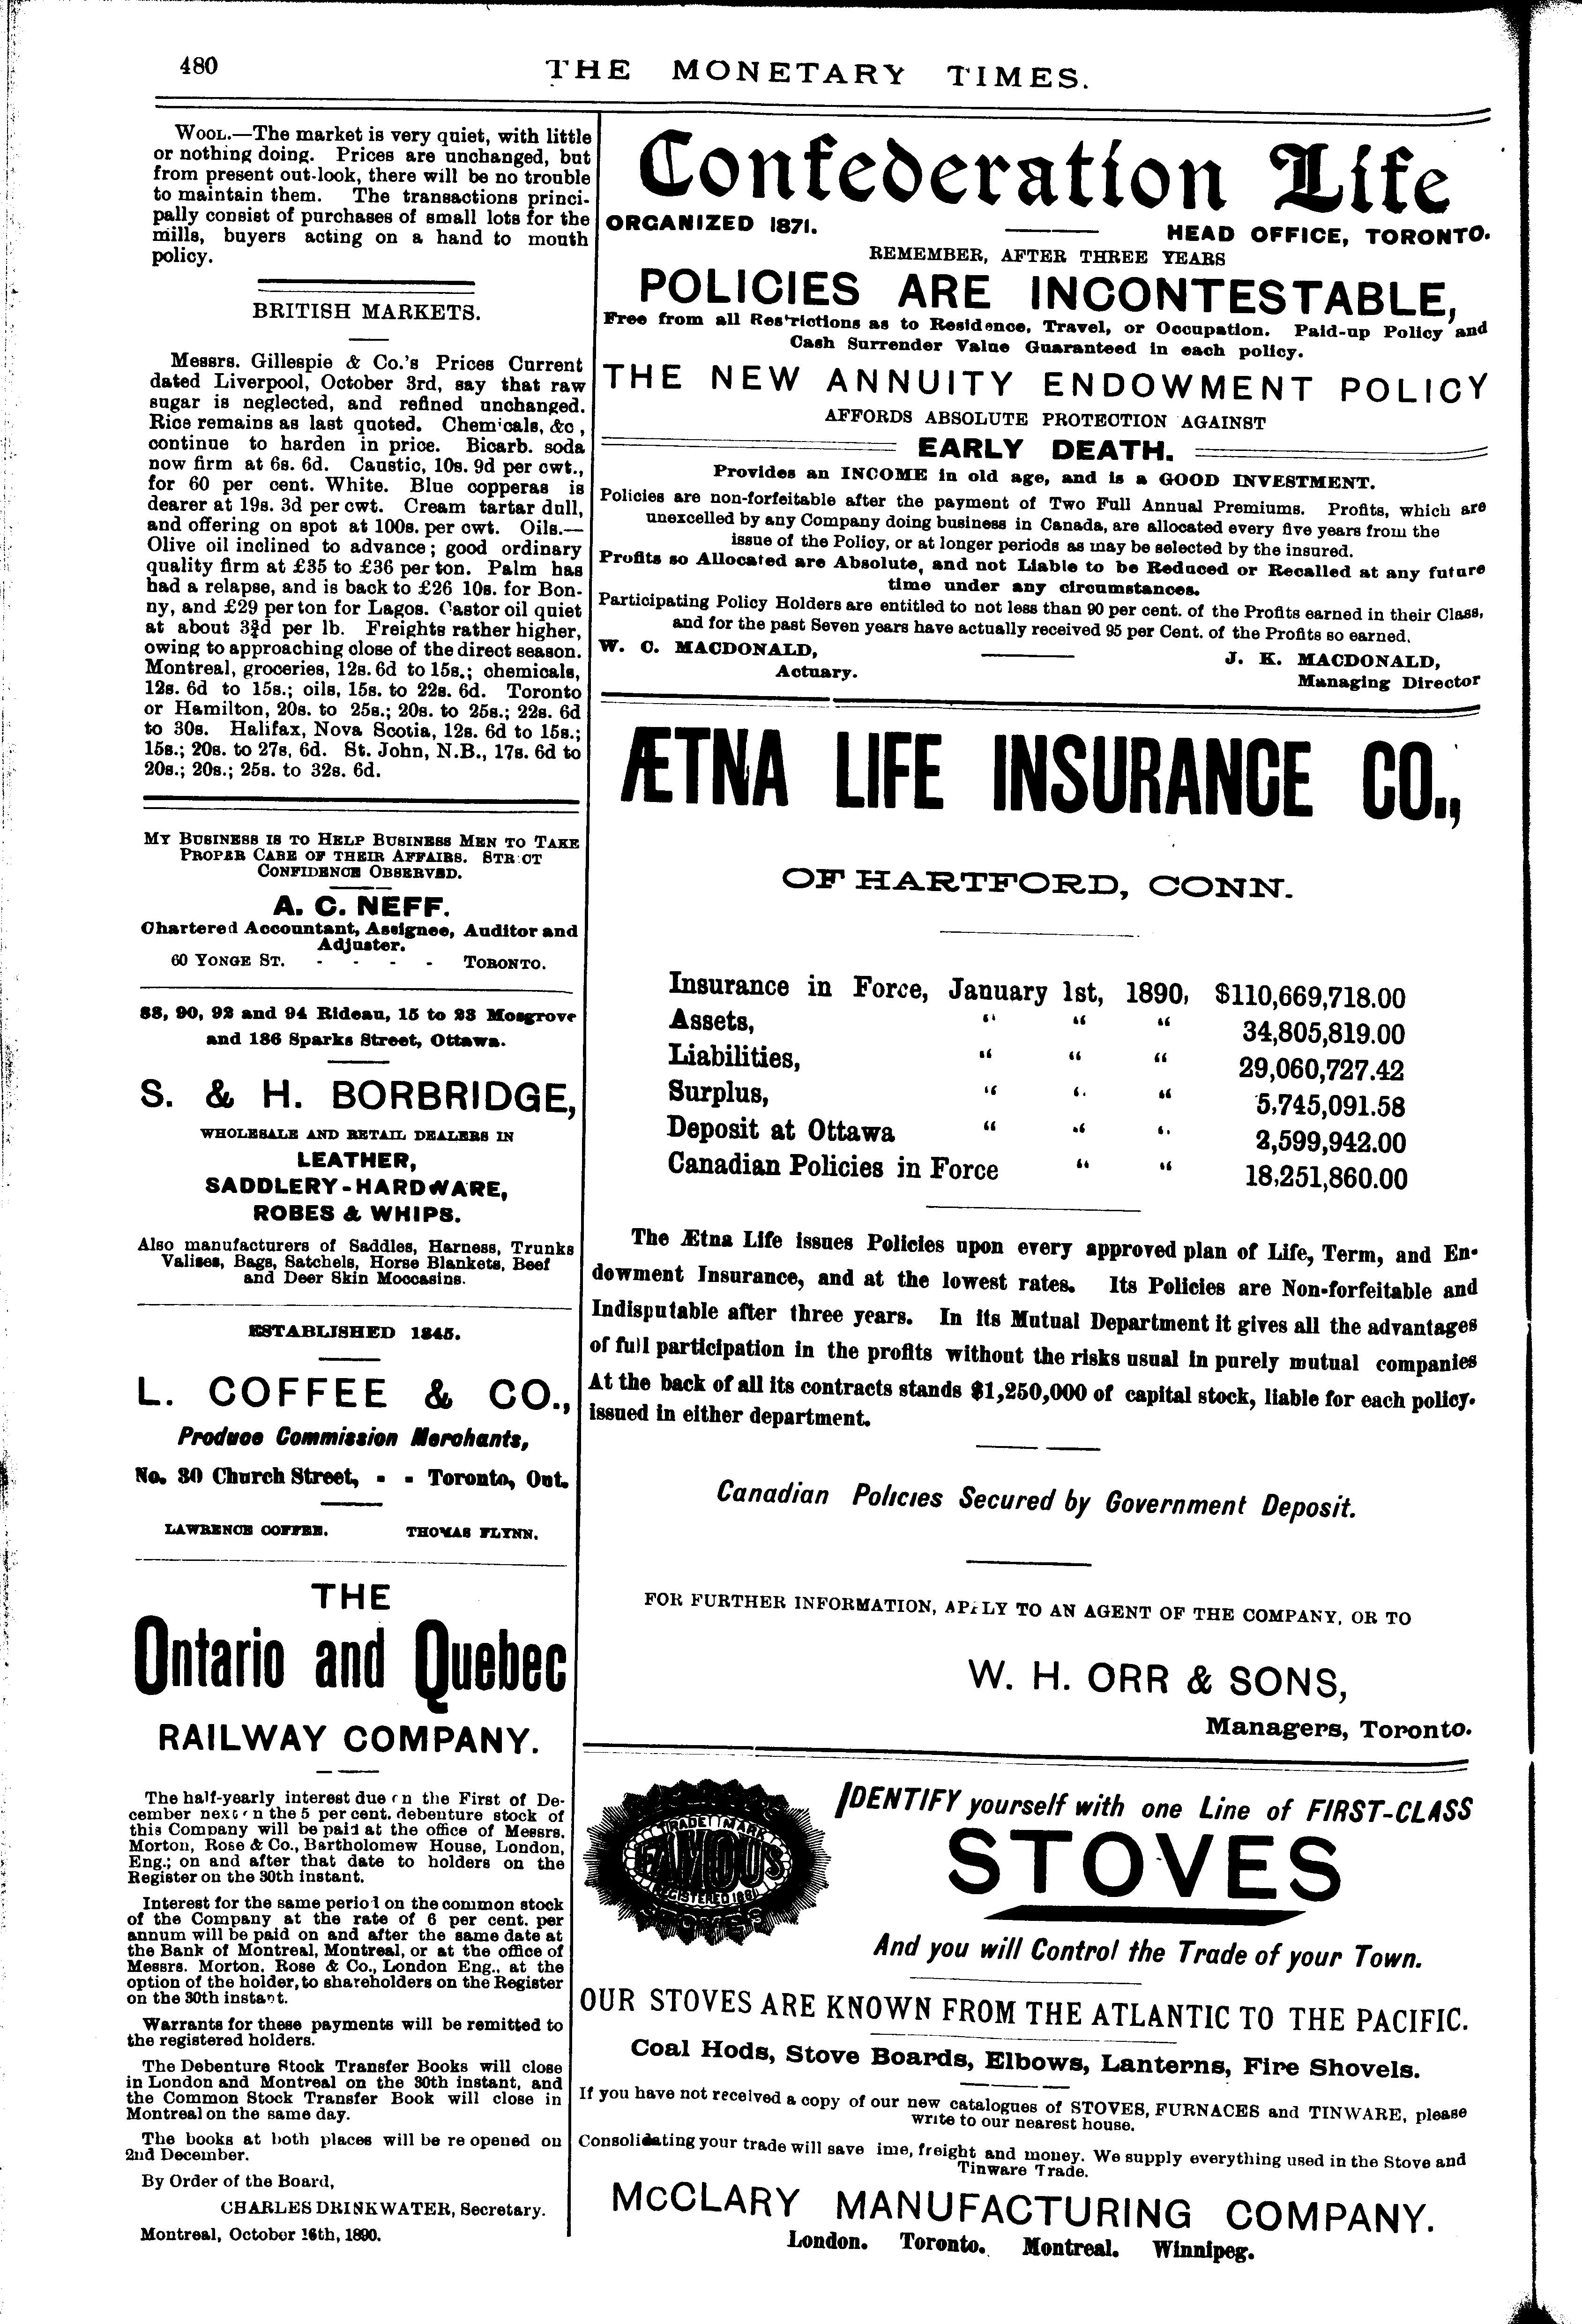 480
THE MONETARY TIMES.
WOOL.—The market is very quiet, with little
or nothing doing. Prices are unchanged, but
from present out-look, there will be no trouble
to maintain them. The transactions princi-
pally consist of purchases of small lots for the
mills, buyers acting on a hand to mouth
policy.
BRITISH MARKETS.
Messrs. Gillespie & Co.'s Prices Current
dated Liverpool, October 3rd, say that raw
sugar is neglected, and refined unchanged.
Rice remains as last quoted. Chemicals, &c,
continue to harden in price. Bicarb. soda
now firm at 6s. 6d. Caustic, 10s. 9d per cwt.,
for 60 per cent. White. Blue copperas is
dearer at 19s. 3d per cwt. Cream tartar dull,
and offering on spot at 100s. per cwt. Oils.—
Olive oil inclined to advance; good ordinary
quality firm at £35 to £36 per ton. Palm has
had a relapse, and is back to £26 10s. for Bon-
ny, and £29 per ton for Lagos. Castor oil quiet
at about 3¾d per lb. Freights rather higher,
owing to approaching close of the direct season.
Montreal, groceries, 12s. 6d to 15s.; chemicals,
12s. 6d to 15s.; oils, 15s. to 22s. 6d. Toronto
or Hamilton, 20s. to 25s.; 20s. to 25s.; 22s. 6d
to 30s. Halifax, Nova Scotia, 12s. 6d to 15s.;
15s.; 20s. to 27s. 6d. St. John, N.B., 17s. 6d to
20s.; 20s.; 25s. to 32s. 6d.
MY BUSINESS IS TO HELP BUSINESS MEN TO TAKE
PROPER CARE OF THEIR AFFAIRS. STRICT
CONFIDENCE OBSERVED.
A. C. NEFF.
Chartered Accountant, Assignee, Auditor and
Adjuster.
60 YONGE ST. - - - - TORONTO.
88, 90, 92 and 94 Rideau, 15 to 23 Mosgrove
and 186 Sparks Street, Ottawa.
S. & H. BORBRIDGE,
WHOLESALE AND RETAIL DEALERS IN
LEATHER,
SADDLERY-HARDWARE,
ROBES & WHIPS.
Also manufacturers of Saddles, Harness, Trunks
Valises, Bags, Satchels, Horse Blankets, Beef
and Deer Skin Moccasins.
ESTABLISHED 1845.
L. COFFEE & CO.,
Produce Commission Merchants,
No. 30 Church Street, - - Toronto, Ont.
LAWRENCE COFFEE. THOMAS FLYNN.
THE
Ontario and Quebec
RAILWAY COMPANY.
The half-yearly interest due on the First of De-
cember next on the 5 per cent. debenture stock of
this Company will be paid at the office of Messrs.
Morton, Rose & Co., Bartholomew House, London,
Eng.; on and after that date to holders on the
Register on the 30th instant.
Interest for the same period on the common stock
of the Company at the rate of 6 per cent. per
annum will be paid on and after the same date at
the Bank of Montreal, Montreal, or at the office of
Messrs. Morton, Rose & Co., London Eng., at the
option of the holder, to shareholders on the Register
on the 30th instant.
Warrants for these payments will be remitted to
the registered holders.
The Debenture Stock Transfer Books will close
in London and Montreal on the 30th instant, and
the Common Stock Transfer Book will close in
Montreal on the same day.
The books at both places will be re opened on
2nd December.
By Order of the Board,
CHARLES DRINKWATER, Secretary.
Montreal, October 16th, 1890.
Confederation Life
ORGANIZED 1871. HEAD OFFICE, TORONTO.
REMEMBER, AFTER THREE YEARS
POLICIES ARE INCONTESTABLE,
Free from all Restrictions as to Residence, Travel, or Occupation. Paid-up Policy and
Cash Surrender Value Guaranteed in each policy.
THE NEW ANNUITY ENDOWMENT POLICY
AFFORDS ABSOLUTE PROTECTION AGAINST
EARLY DEATH.
Provides an INCOME in old age, and is a GOOD INVESTMENT.
Policies are non-forfeitable after the payment of Two Full Annual Premiums. Profits, which are
unexcelled by any Company doing business in Canada, are allocated every five years from the
issue of the Policy, or at longer periods as may be selected by the insured.
Profits so Allocated are Absolute, and not Liable to be Reduced or Recalled at any future
time under any circumstances.
Participating Policy Holders are entitled to not less than 90 per cent. of the Profits earned in their Class,
and for the past Seven years have actually received 95 per Cent. of the Profits so earned.
W. C. MACDONALD, J. K. MACDONALD,
Actuary. Managing Director
ÆTNA LIFE INSURANCE CO.,
OF HARTFORD, CONN.
Insurance in Force, January 1st, 1890, $110,669,718.00
Assets, " " " 34,805,819.00
Liabilities, " " " 29,060,727.42
Surplus, " " " 5,745,091.58
Deposit at Ottawa " " " 2,599,942.00
Canadian Policies in Force " " 18,251,860.00
The Ætna Life issues Policies upon every approved plan of Life, Term, and En-
dowment Insurance, and at the lowest rates. Its Policies are Non-forfeitable and
Indisputable after three years. In its Mutual Department it gives all the advantages
of full participation in the profits without the risks usual in purely mutual companies
At the back of all its contracts stands $1,250,000 of capital stock, liable for each policy.
issued in either department.
Canadian Policies Secured by Government Deposit.
FOR FURTHER INFORMATION, APPLY TO AN AGENT OF THE COMPANY, OR TO
W. H. ORR & SONS,
Managers, Toronto.
TRADE MARK
FAMOUS
REGISTERED 1881
STOVES
IDENTIFY yourself with one Line of FIRST-CLASS
STOVES
And you will Control the Trade of your Town.
OUR STOVES ARE KNOWN FROM THE ATLANTIC TO THE PACIFIC.
Coal Hods, Stove Boards, Elbows, Lanterns, Fire Shovels.
If you have not received a copy of our new catalogues of STOVES, FURNACES and TINWARE, please
write to our nearest house.
Consolidating your trade will save ime, freight and money. We supply everything used in the Stove and
Tinware Trade.
MCCLARY MANUFACTURING COMPANY.
London. Toronto. Montreal. Winnipeg.